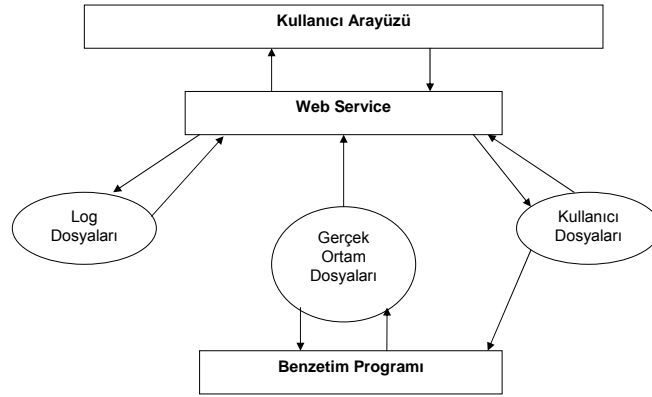 Kullanıcı Arayüzü
Web Service
Log
Dosyaları
Gerçek
Ortam
Dosyaları
Kullanıcı
Dosyaları
Benzetim Programı